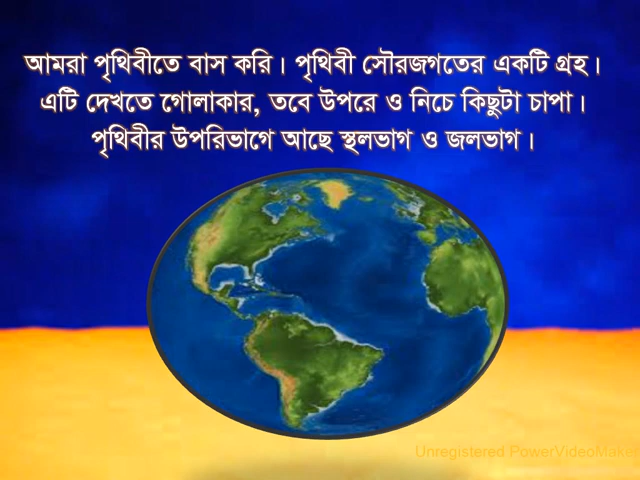 আমরা পৃথিবীতে বাস করি। পৃথিবী সৌরজগতের একটি গ্রহ।
এটি দেখতে গোলাকার, তবে উপরে ও নিচে কিছুটা চাপা।
পৃথিবীর উপরিভাগে আছে স্থলভাগ ও জলভাগ।
Unregistered PowerVideoMaker